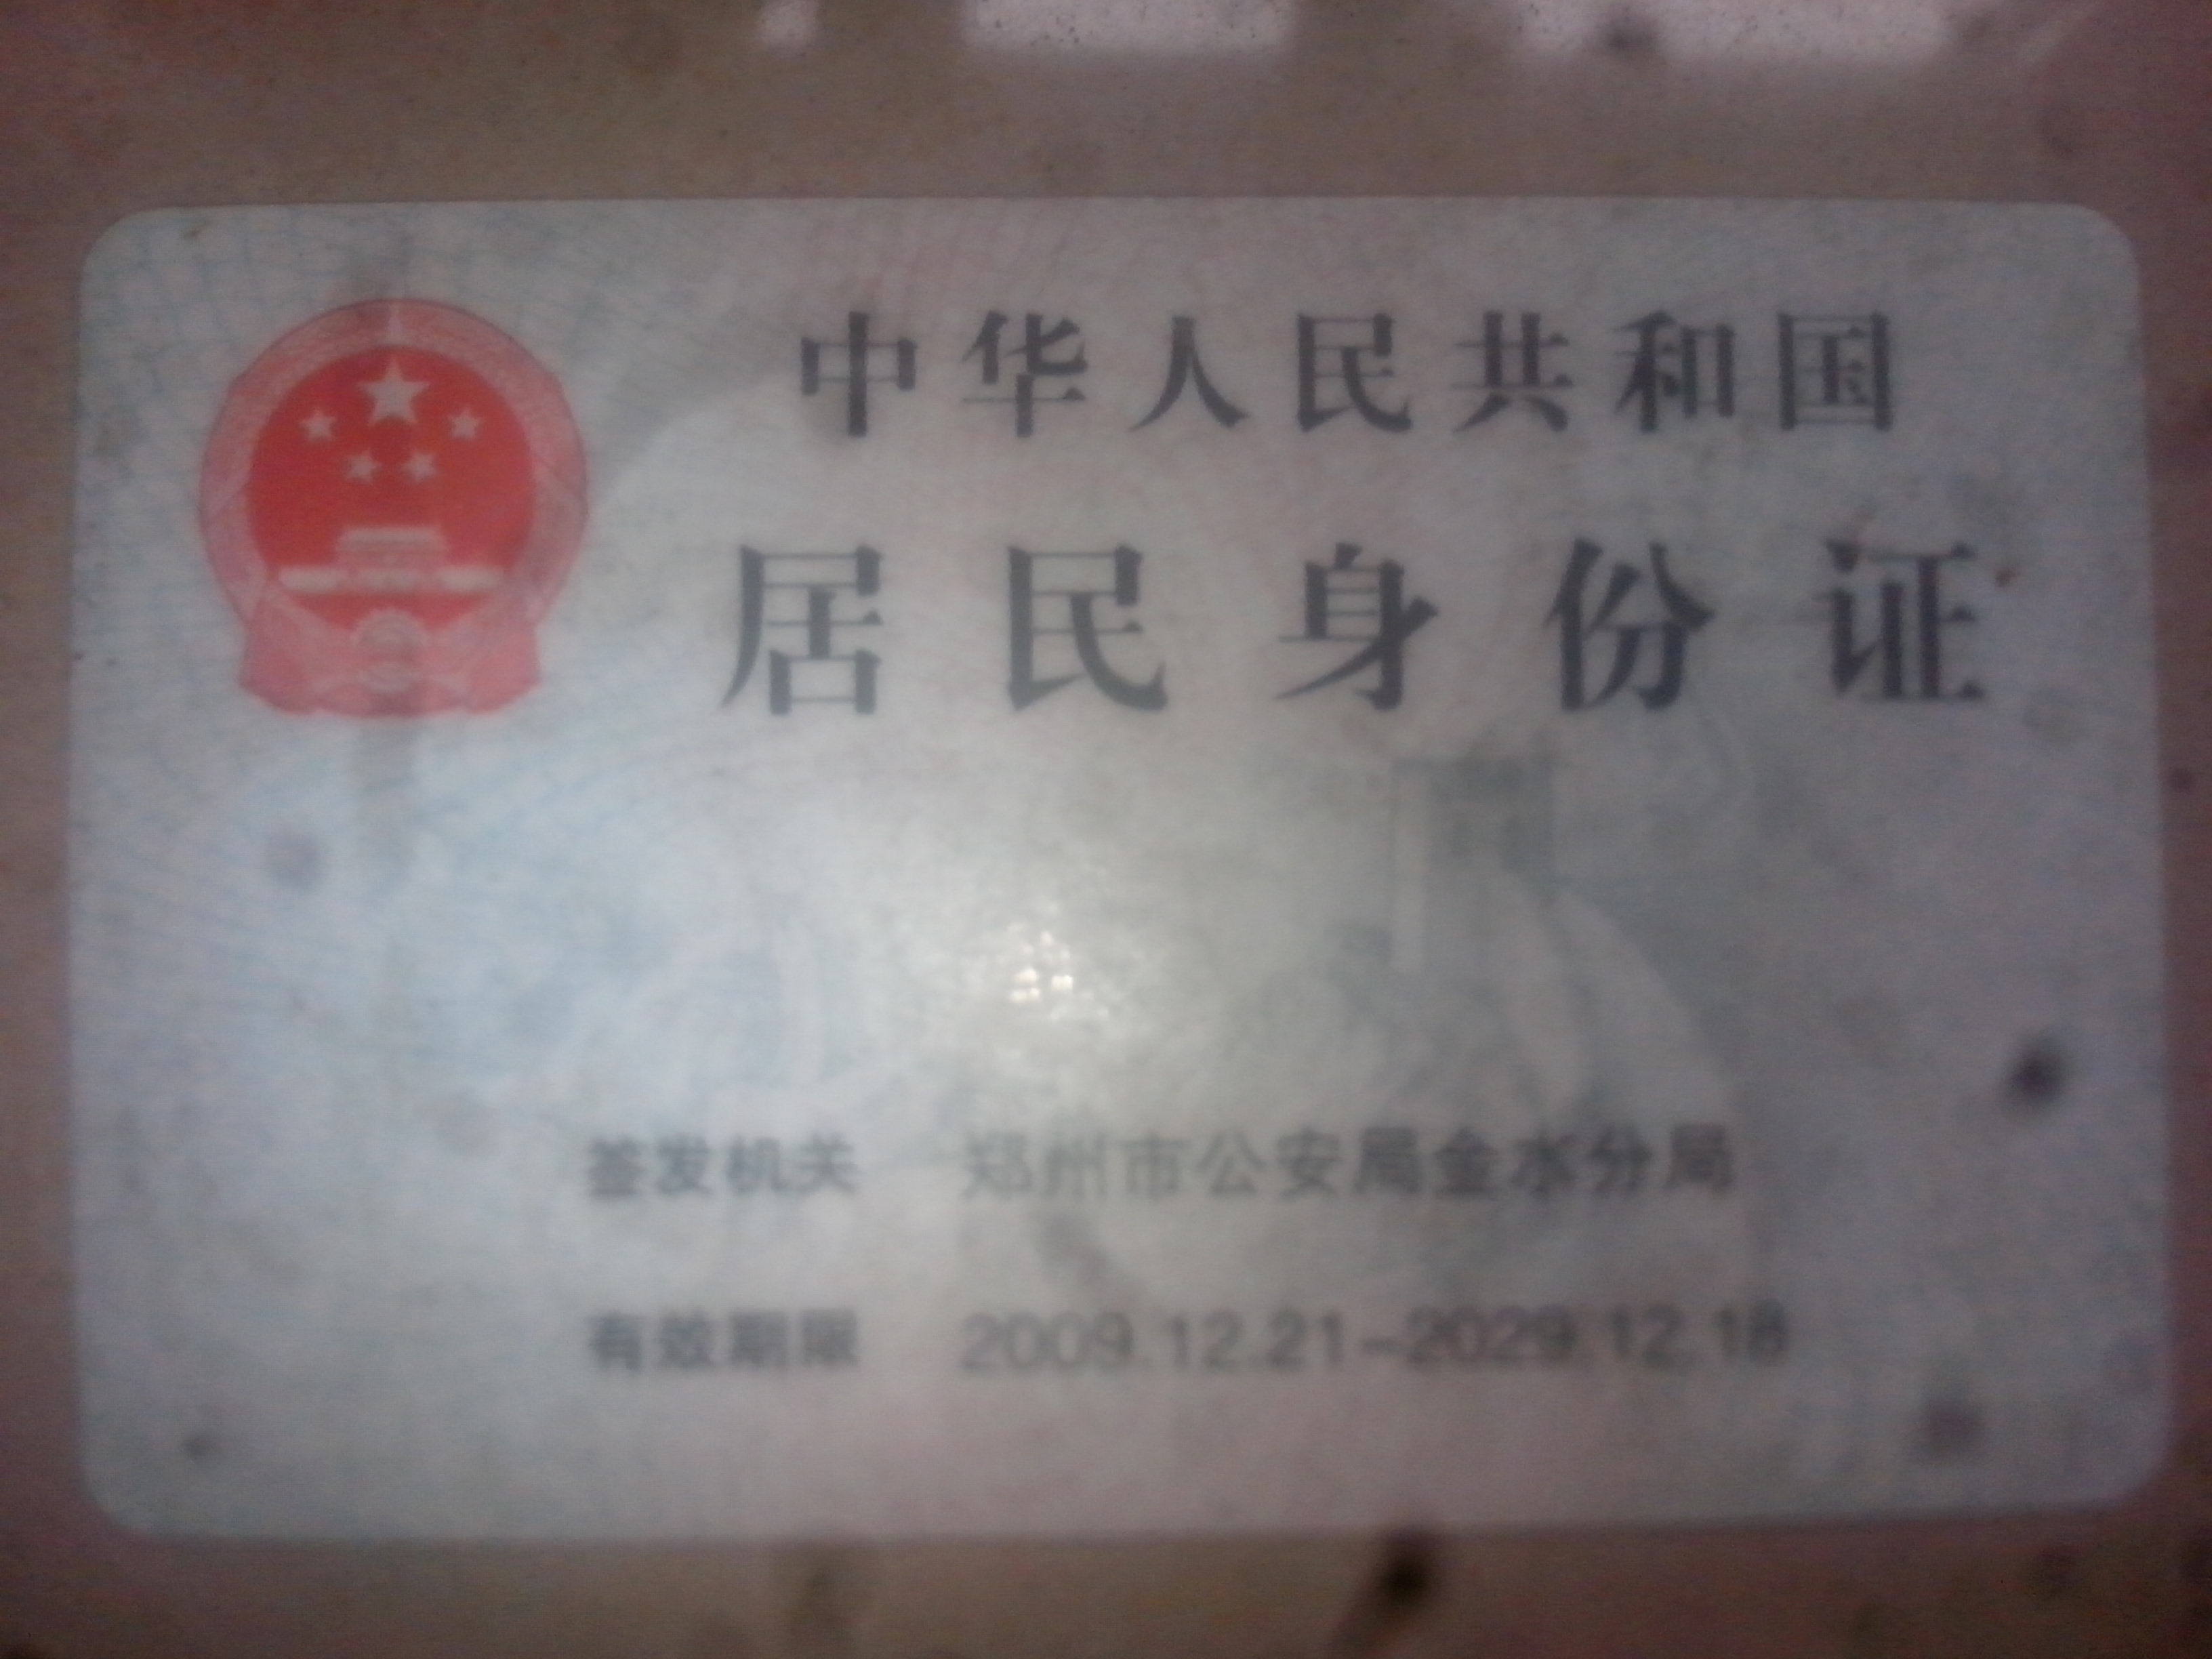 中华人民共和国
居民身份证
签发机关 郑州市公安局金水分局
有效期限 2009.12.21-2029.12.18